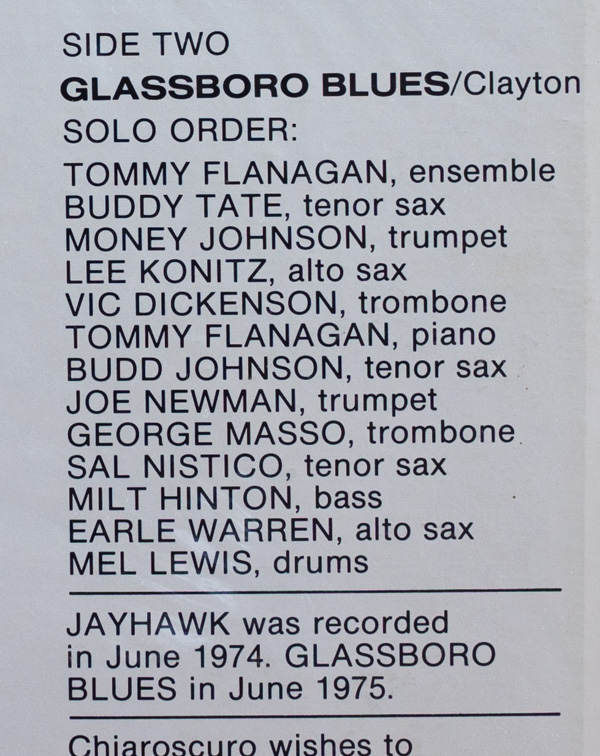 SIDE TWO
GLASSBORO BLUES/Clayton
SOLO ORDER:
TOMMY FLANAGAN, ensemble
BUDDY TATE, tenor sax
MONEY JOHNSON, trumpet
LEE KONITZ, alto sax
VIC DICKENSON, trombone
TOMMY FLANAGAN, piano
BUDD JOHNSON, tenor sax
JOE NEWMAN, trumpet
GEORGE MASSO, trombone
SAL NISTICO, tenor sax
MILT HINTON, bass
EARLE WARREN, alto sax
MEL LEWIS, drums
JAYHAWK was recorded
in June 1974. GLASSBORO
BLUES in June 1975.
Chiaroscuro wishes to